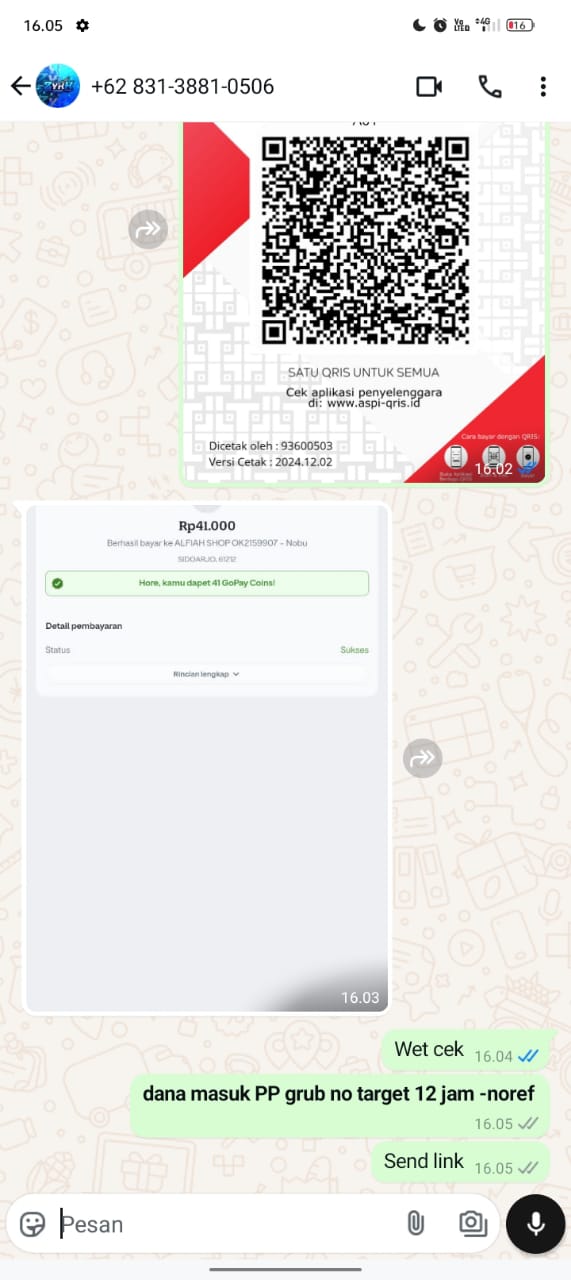 16.05
Vo
LTE
4G
16
+62 831-3881-0506
SATU QRIS UNTUK SEMUA
Cek aplikasi penyelenggara
di: www.aspi-qris.id
Dicetak oleh : 93600503
Versi Cetak : 2024.12.02
Cara bayar dengan QRIS:
16.02
Rp41.000
Berhasil bayar ke ALFIAH SHOP OK2159907 - Nobu
SIDOARJO, 61212
Hore, kamu dapet 41 GoPay Coins!
Detail pembayaran
Status Sukses
Rincian lengkap
16.03
Wet cek 16.04
dana masuk PP grub no target 12 jam -noref
16.05
Send link 16.05
Pesan